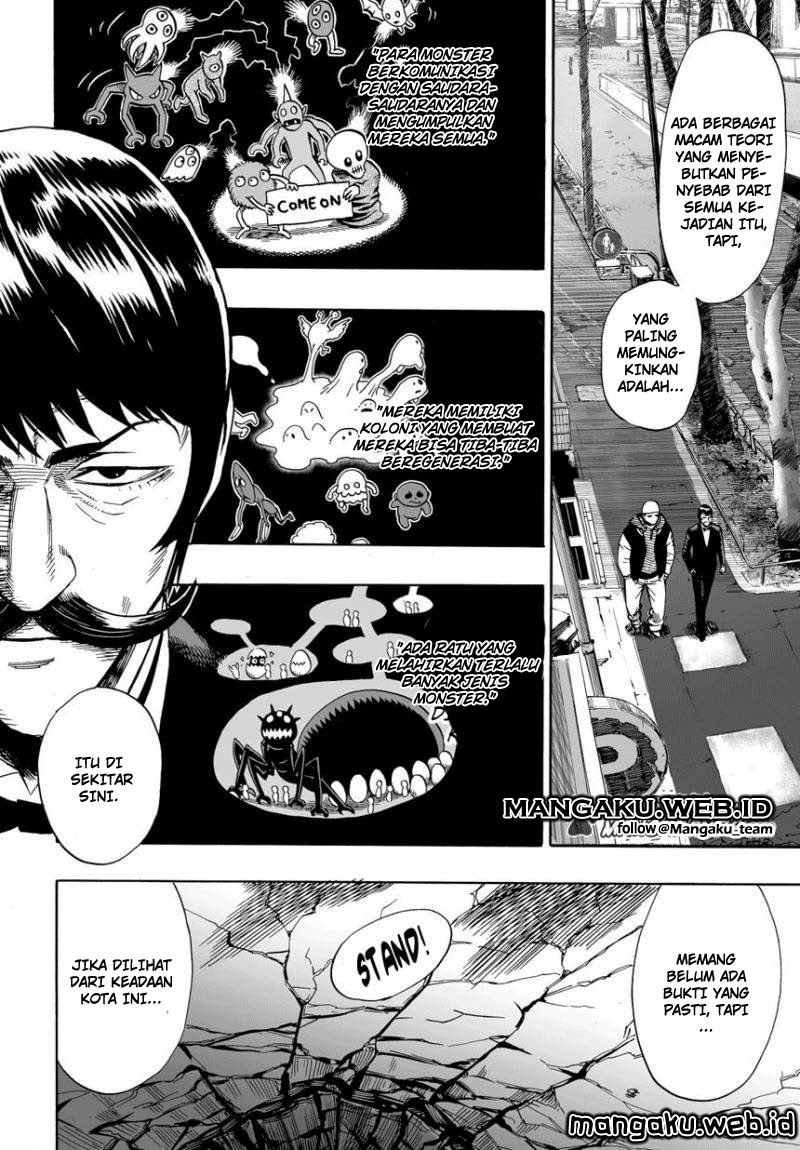 ADA BERBAGAI
MACAM TEORI
YANG MENYE-
BUTKAN PE-
NYEBAB DARI
SEMUA KE-
JADIAN ITU,
TAPI,
YANG
PALING
MEMUNG-
KINKAN
ADALAH...
"PARA MONSTER
BERKOMUNIKASI
DENGAN SAUDARA-
SAUDARANYA DAN
MENGUMPULKAN
MEREKA SEMUA."
COME ON
"MEREKA MEMILIKI
KOLONI YANG MEMBUAT
MEREKA BISA TIBA-TIBA
BEREGENERASI."
"ADA RATU YANG
MELAHIRKAN TERLALU
BANYAK JENIS
MONSTER."
ITU DI
SEKITAR
SINI.
MANGAKU.WEB.ID
follow @Mangaku_team
MEMANG
BELUM ADA
BUKTI YANG
PASTI, TAPI
...
STAND!
JIKA DILIHAT
DARI KEADAAN
KOTA INI...
mangaku.web.id